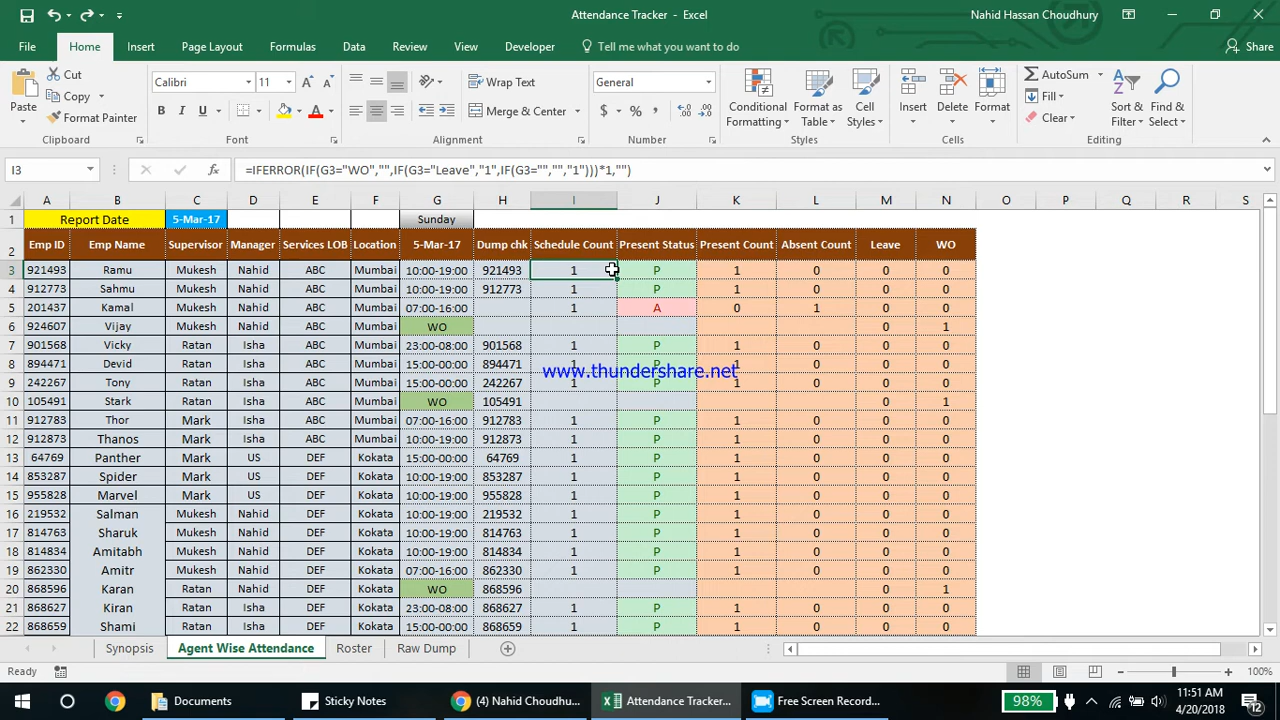 Attendance Tracker - Excel
Nahid Hassan Choudhury
File Home Insert Page Layout Formulas Data Review View Developer Tell me what you want to do Share
Paste Cut Copy Format Painter Clipboard
Calibri 11 B I U A Font
Wrap Text Merge & Center Alignment
General $ % , Number
Conditional Formatting Format as Table Cell Styles Styles
Insert Delete Format Cells
AutoSum Fill Clear Sort & Filter Find & Select Editing
I3 fx =IFERROR(IF(G3="WO","",IF(G3="Leave","1",IF(G3="","","1")))*1,"")
A B C D E F G H I J K L M N O P Q R S
1 Report Date 5-Mar-17 Sunday
2 Emp ID Emp Name Supervisor Manager Services LOB Location 5-Mar-17 Dump chk Schedule Count Present Status Present Count Absent Count Leave WO
3 921493 Ramu Mukesh Nahid ABC Mumbai 10:00-19:00 921493 1 P 1 0 0 0
4 912773 Sahmu Mukesh Nahid ABC Mumbai 10:00-19:00 912773 1 P 1 0 0 0
5 201437 Kamal Mukesh Nahid ABC Mumbai 07:00-16:00 1 A 0 1 0 0
6 924607 Vijay Mukesh Nahid ABC Mumbai WO 0 1
7 901568 Vicky Ratan Isha ABC Mumbai 23:00-08:00 901568 1 P 1 0 0 0
8 894471 Devid Ratan Isha ABC Mumbai 15:00-00:00 894471 1 P 1 0 0 0
www.thundershare.net
9 242267 Tony Ratan Isha ABC Mumbai 15:00-00:00 242267 1 P 1 0 0 0
10 105491 Stark Ratan Isha ABC Mumbai WO 105491 0 1
11 912783 Thor Mark Isha ABC Mumbai 07:00-16:00 912783 1 P 1 0 0 0
12 912873 Thanos Mark Isha ABC Mumbai 10:00-19:00 912873 1 P 1 0 0 0
13 64769 Panther Mark US DEF Kokata 15:00-00:00 64769 1 P 1 0 0 0
14 853287 Spider Mark US DEF Kokata 10:00-19:00 853287 1 P 1 0 0 0
15 955828 Marvel Mark US DEF Kokata 10:00-19:00 955828 1 P 1 0 0 0
16 219532 Salman Mukesh Nahid DEF Kokata 10:00-19:00 219532 1 P 1 0 0 0
17 814763 Sharuk Mukesh Nahid DEF Kokata 10:00-19:00 814763 1 P 1 0 0 0
18 814834 Amitabh Mukesh Nahid DEF Kokata 10:00-19:00 814834 1 P 1 0 0 0
19 862330 Amitr Mukesh Nahid DEF Kokata 07:00-16:00 862330 1 P 1 0 0 0
20 868596 Karan Ratan Nahid DEF Kokata WO 868596 0 1
21 868627 Kiran Ratan Isha DEF Kokata 23:00-08:00 868627 1 P 1 0 0 0
22 868659 Shami Ratan Isha DEF Kokata 15:00-00:00 868659 1 P 1 0 0 0
Synopsis Agent Wise Attendance Roster Raw Dump
Ready 100%
Documents Sticky Notes (4) Nahid Choudhu... Attendance Tracker... Free Screen Record... 98% 11:51 AM
4/20/2018 12